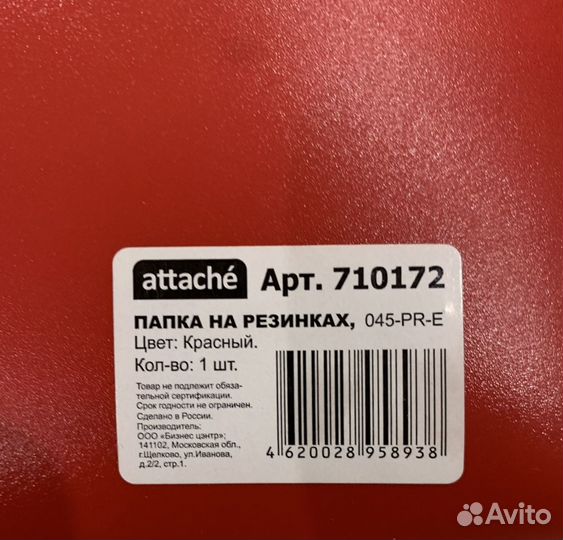 attaché Арт. 710172
ПАПКА НА РЕЗИНКАХ, 045-PR-E
Цвет: Красный.
Кол-во: 1 шт.
Товар не подлежит обяза-
тельной сертификации.
Срок годности не ограничен.
Сделано в России.
Производитель:
ООО «Бизнес цэнтр»;
141102, Московская обл.,
г.Щелково, ул.Иванова,
д.2/2, стр.1.
4 620028 958938
Avito